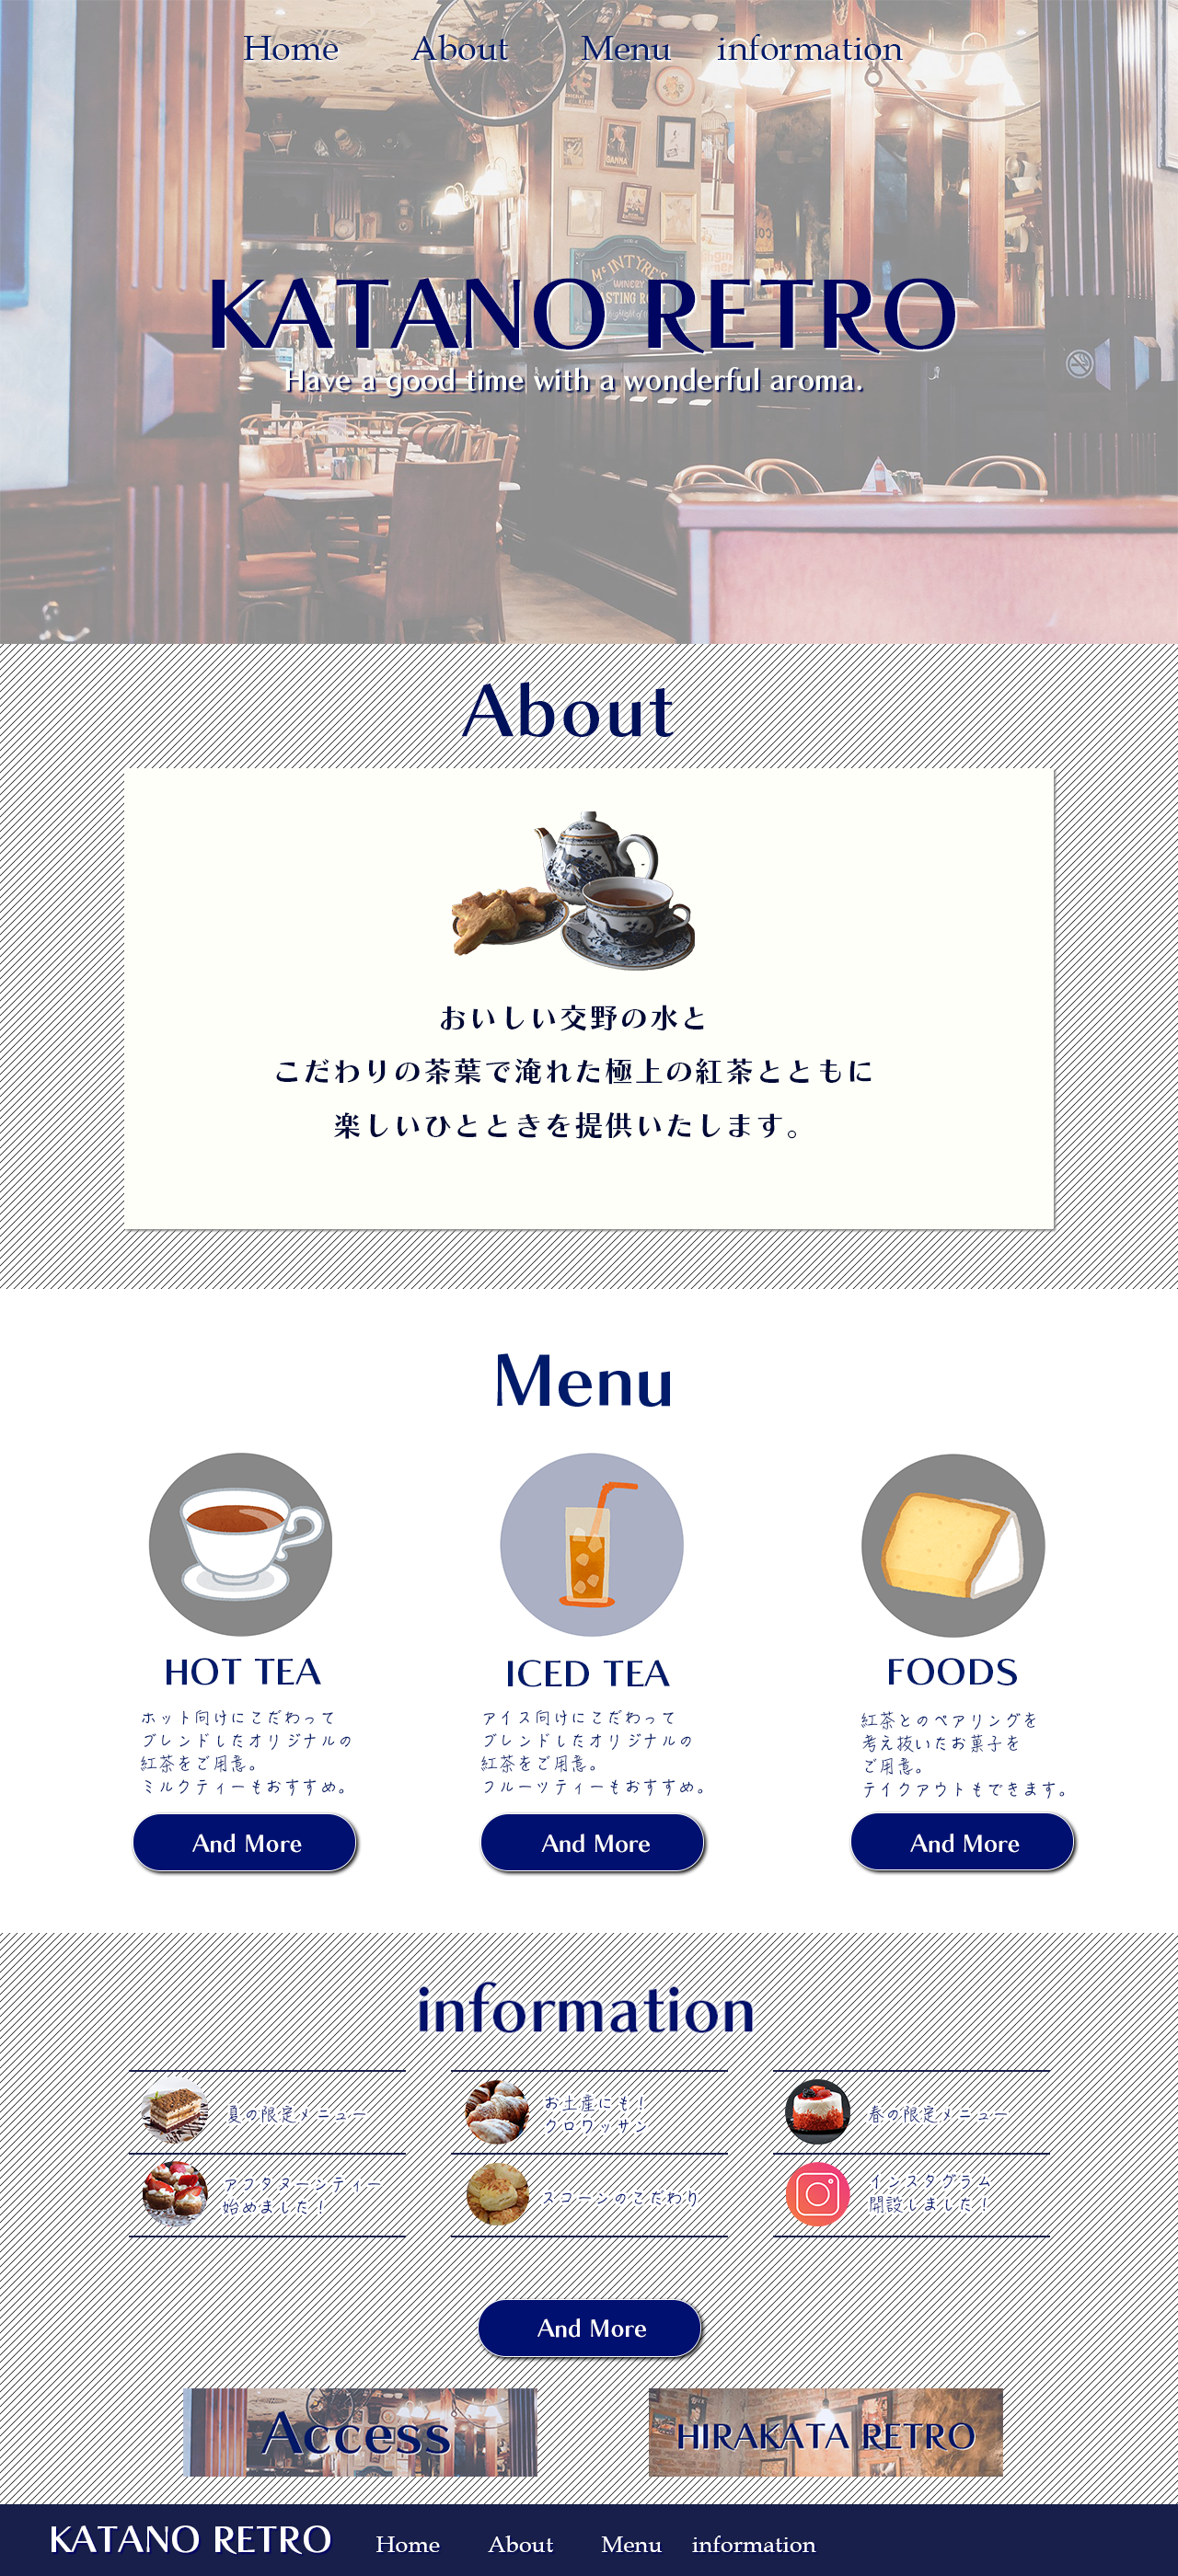 Home About Menu information
GAMMA
McINTYRE'S
WINERY
KATANO RETRO
Have a good time with a wonderful aroma.
About
おいしい交野の水と
こだわりの茶葉で淹れた極上の紅茶とともに
楽しいひとときを提供いたします。
Menu
HOT TEA
ホット向けにこだわって
ブレンドしたオリジナルの
紅茶をご用意。
ミルクティーもおすすめ。
And More
ICED TEA
アイス向けにこだわって
ブレンドしたオリジナルの
紅茶をご用意。
フルーツティーもおすすめ。
And More
FOODS
紅茶とのペアリングを
考え抜いたお菓子を
ご用意。
テイクアウトもできます。
And More
information
夏の限定メニュー
お土産にも！
クロワッサン
春の限定メニュー
アフタヌーンティー
始めました！
スコーンのこだわり
インスタグラム
開設しました！
And More
Access
HIRAKATA RETRO
KATANO RETRO Home About Menu information